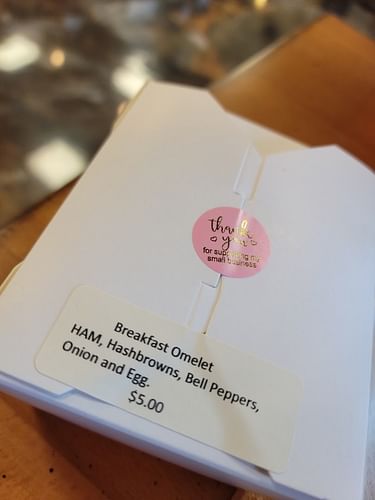 thank
you
for supporting my
small business
Breakfast Omelet
HAM, Hashbrowns, Bell Peppers,
Onion and Egg.
$5.00